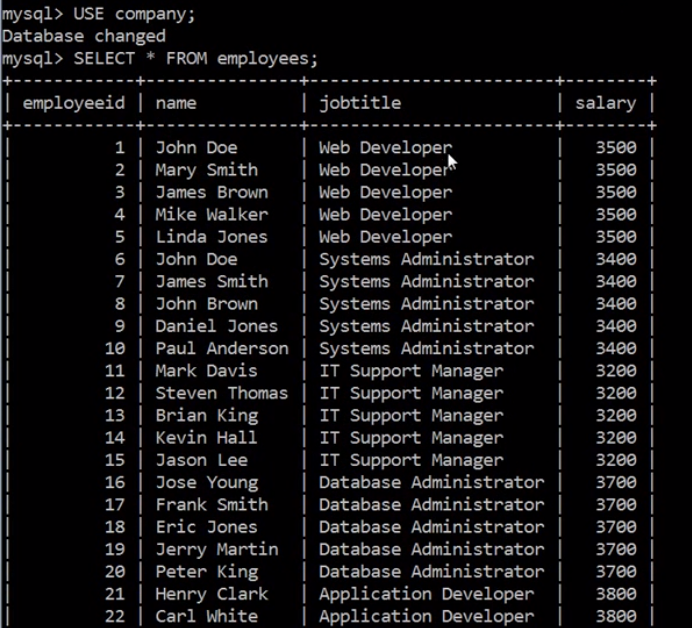 mysql> USE company;
Database changed
mysql> SELECT * FROM employees;
+------------+----------------+------------------------+--------+
| employeeid | name           | jobtitle               | salary |
+------------+----------------+------------------------+--------+
|          1 | John Doe       | Web Developer          |   3500 |
|          2 | Mary Smith     | Web Developer          |   3500 |
|          3 | James Brown    | Web Developer          |   3500 |
|          4 | Mike Walker    | Web Developer          |   3500 |
|          5 | Linda Jones    | Web Developer          |   3500 |
|          6 | John Doe       | Systems Administrator  |   3400 |
|          7 | James Smith    | Systems Administrator  |   3400 |
|          8 | John Brown     | Systems Administrator  |   3400 |
|          9 | Daniel Jones   | Systems Administrator  |   3400 |
|         10 | Paul Anderson  | Systems Administrator  |   3400 |
|         11 | Mark Davis     | IT Support Manager     |   3200 |
|         12 | Steven Thomas  | IT Support Manager     |   3200 |
|         13 | Brian King     | IT Support Manager     |   3200 |
|         14 | Kevin Hall     | IT Support Manager     |   3200 |
|         15 | Jason Lee      | IT Support Manager     |   3200 |
|         16 | Jose Young     | Database Administrator |   3700 |
|         17 | Frank Smith    | Database Administrator |   3700 |
|         18 | Eric Jones     | Database Administrator |   3700 |
|         19 | Jerry Martin   | Database Administrator |   3700 |
|         20 | Peter King     | Database Administrator |   3700 |
|         21 | Henry Clark    | Application Developer  |   3800 |
|         22 | Carl White     | Application Developer  |   3800 |